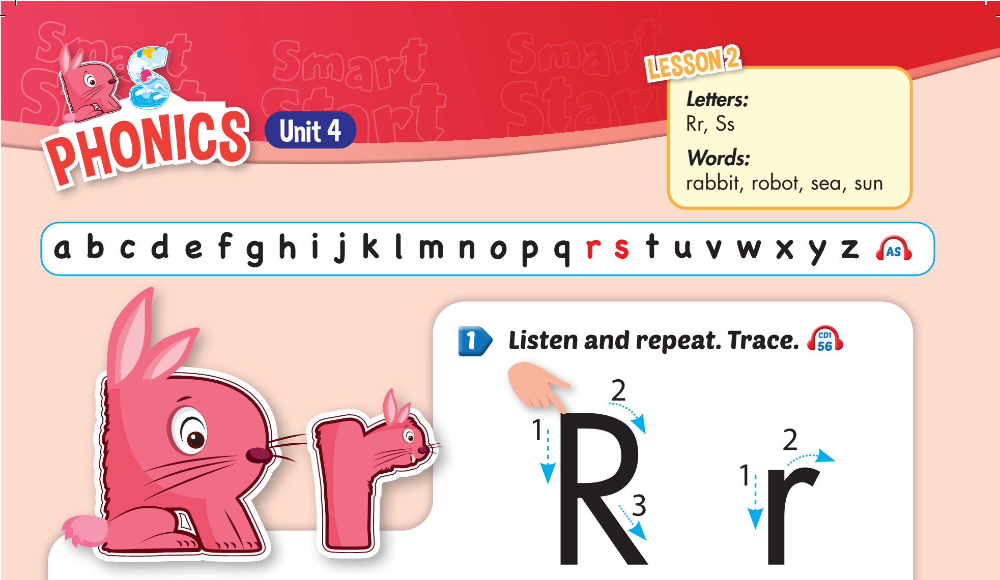 Smart Start
Smart Start
Smart Start
PHONICS
Unit 4
LESSON 2
Letters:
Rr, Ss
Words:
rabbit, robot, sea, sun
a b c d e f g h i j k l m n o p q r s t u v w x y z AS
1 Listen and repeat. Trace. CD1 56
R r
1 2 3 R
1 2 r